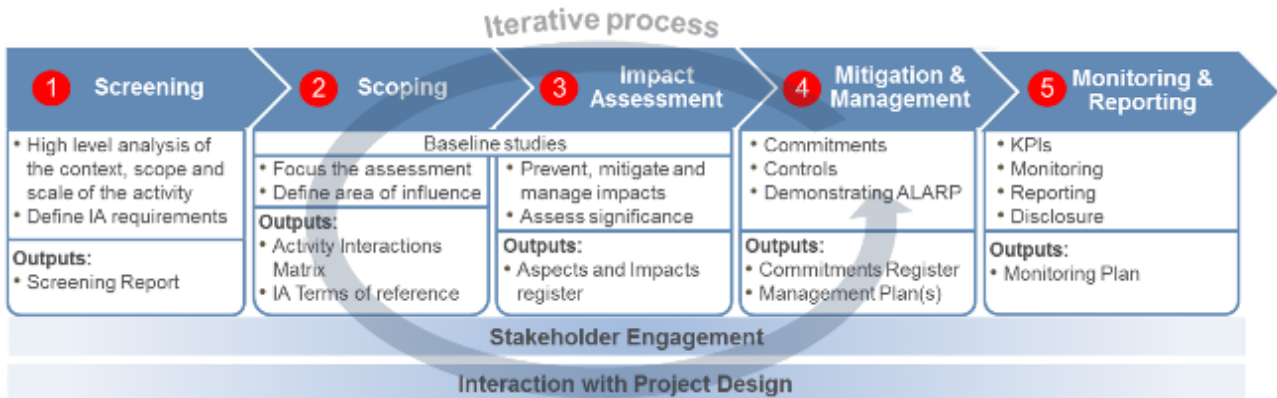 Iterative process
1 Screening
2 Scoping
3 Impact
Assessment
4 Mitigation &
Management
5 Monitoring &
Reporting
• High level analysis of
the context, scope and
scale of the activity
• Define IA requirements
Outputs:
• Screening Report
Baseline studies
• Focus the assessment
• Define area of influence
Outputs:
• Activity Interactions
Matrix
• IA Terms of reference
• Prevent, mitigate and
manage impacts
• Assess significance
Outputs:
• Aspects and Impacts
register
• Commitments
• Controls
• Demonstrating ALARP
Outputs:
• Commitments Register
• Management Plan(s)
• KPIs
• Monitoring
• Reporting
• Disclosure
Outputs:
• Monitoring Plan
Stakeholder Engagement
Interaction with Project Design